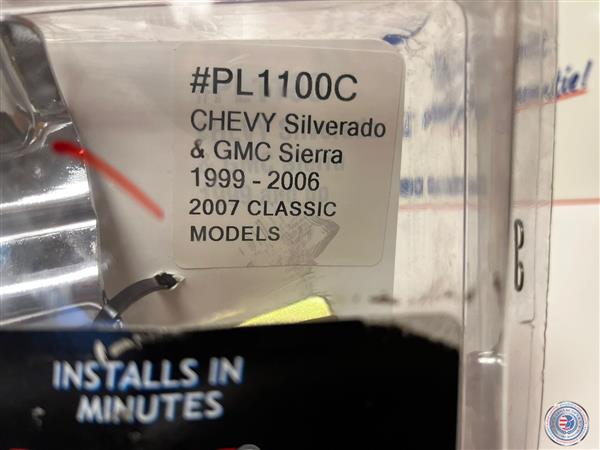 #PL1100C
CHEVY Silverado
& GMC Sierra
1999 - 2006
2007 CLASSIC
MODELS
INSTALLS IN
MINUTES